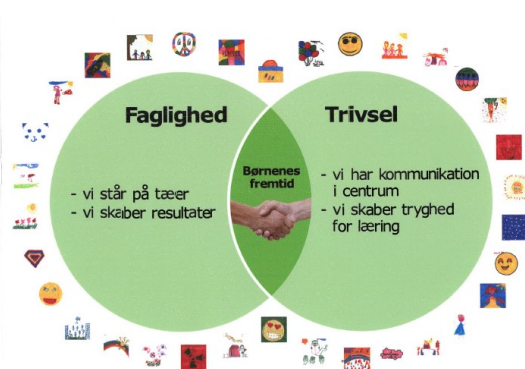 Faglighed
- vi står på tæer
- vi skaber resultater
Børnenes
fremtid
Trivsel
- vi har kommunikation
i centrum
- vi skaber tryghed
for læring